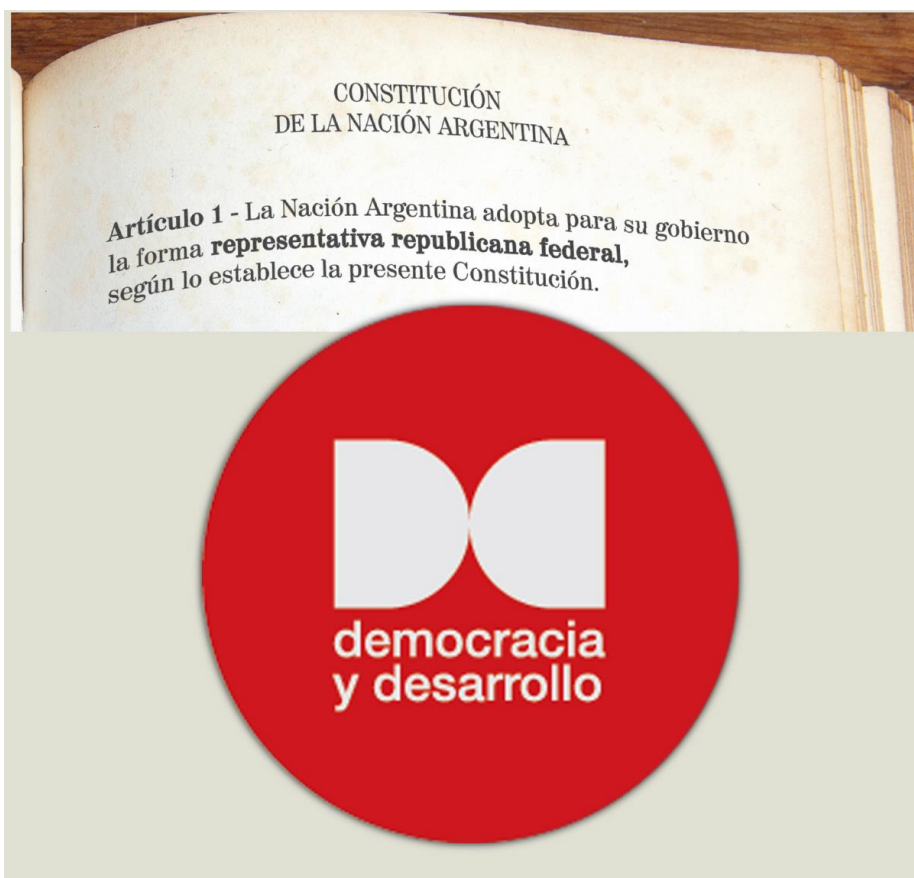 CONSTITUCIÓN
DE LA NACIÓN ARGENTINA
Artículo 1 - La Nación Argentina adopta para su gobierno
la forma representativa republicana federal,
según lo establece la presente Constitución.
democracia
y desarrollo